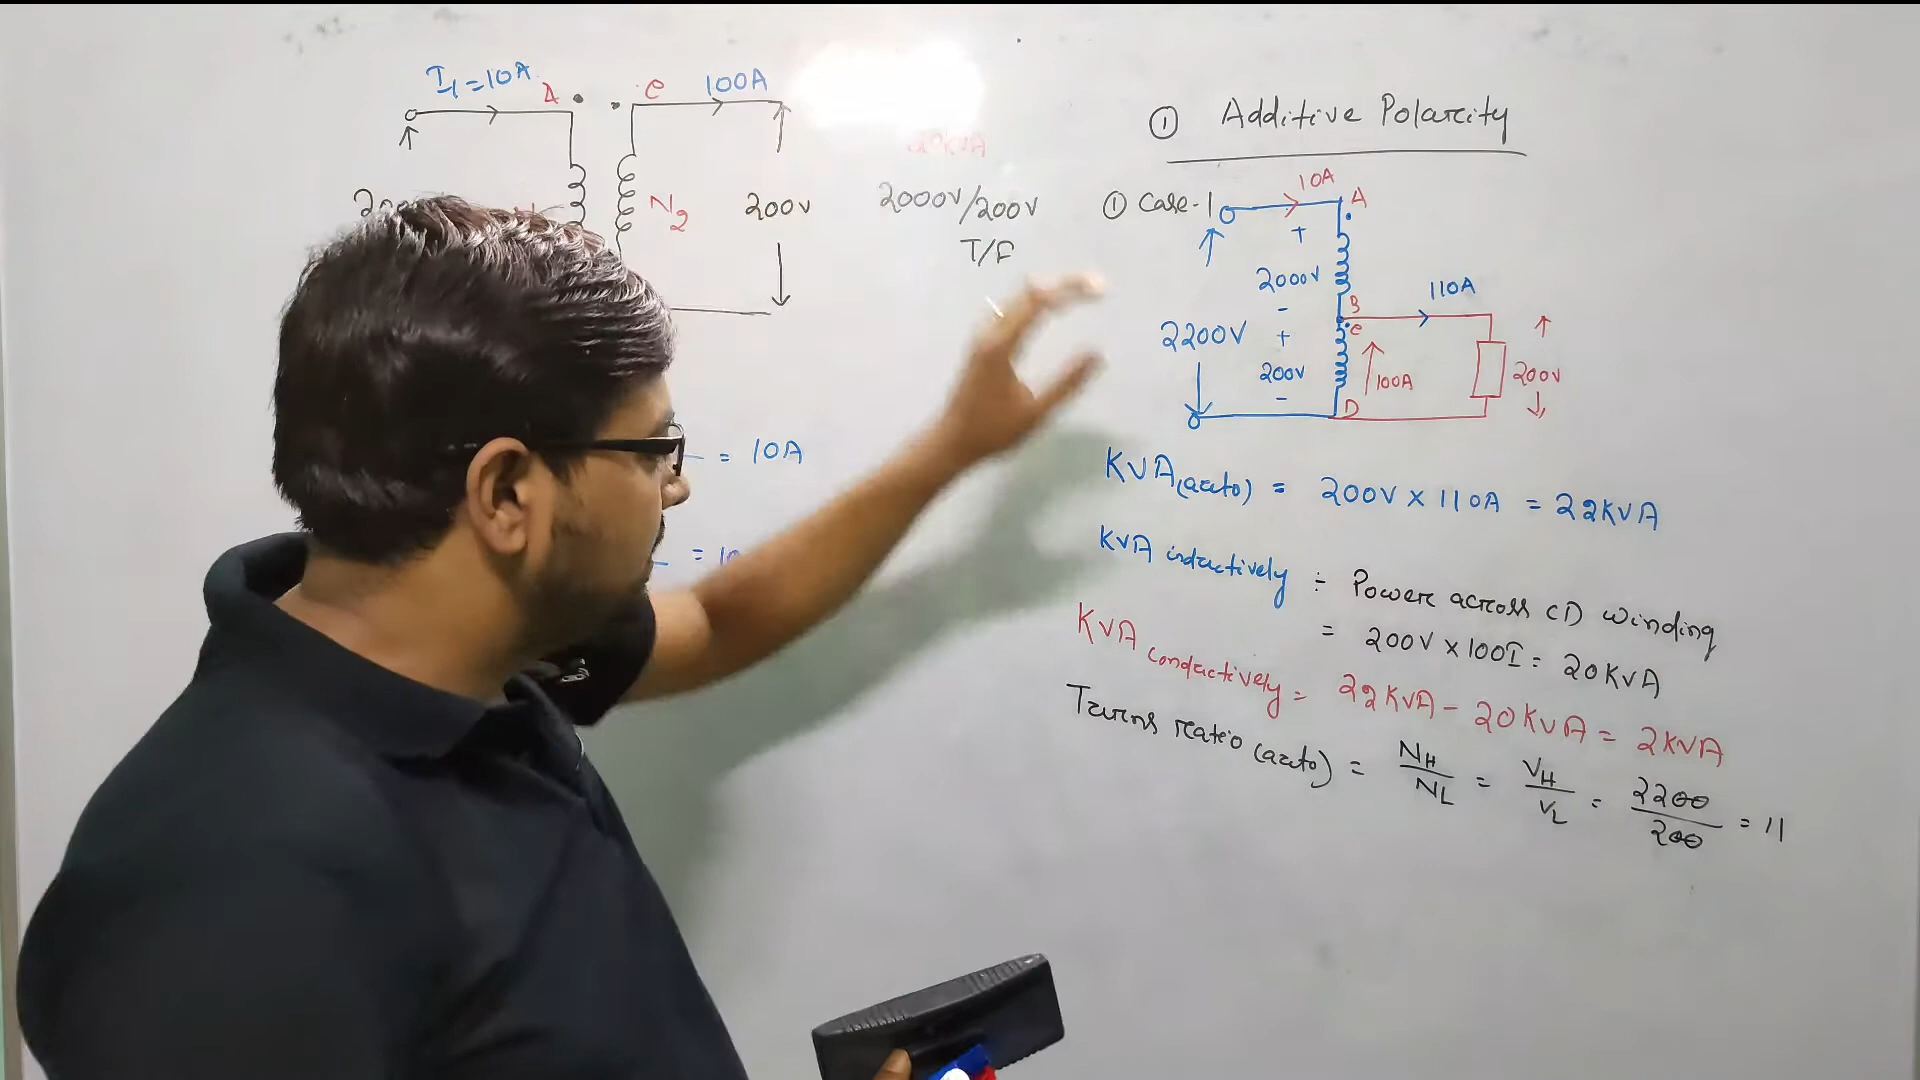 I1 = 10A
A
C
100A
N2
200V
= 10A
20KVA
2000V/200V
T/F
① Additive Polarcity
① Case-1
10A
A
+
2000V
-
B
C
110A
2200V
+
200V
-
100A
200V
D
KVA(auto) = 200V × 110A = 22KVA
KVA inductively ÷ Power across CD winding
= 200V × 100I = 20KVA
KVA conductively = 22KVA - 20KVA = 2KVA
Turns ratio (auto) = NH/NL = VH/VL = 2200/200 = 11